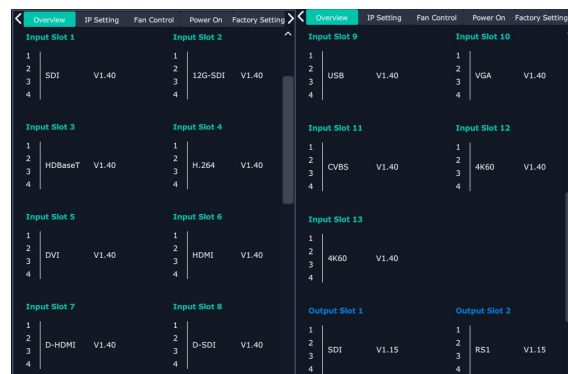 Overview IP Setting Fan Control Power On Factory Setting
Input Slot 1 Input Slot 2
1 1
2 2
SDI V1.40 12G-SDI V1.40
3 3
4 4
Input Slot 3 Input Slot 4
1 1
2 2
HDBaseT V1.40 H.264 V1.40
3 3
4 4
Input Slot 5 Input Slot 6
1 1
2 2
DVI V1.40 HDMI V1.40
3 3
4 4
Input Slot 7 Input Slot 8
1 1
2 2
D-HDMI V1.40 D-SDI V1.40
3 3
4 4
Overview IP Setting Fan Control Power On Factory Setting
Input Slot 9 Input Slot 10
1 1
2 2
USB V1.40 VGA V1.40
3 3
4 4
Input Slot 11 Input Slot 12
1 1
2 2
CVBS V1.40 4K60 V1.40
3 3
4 4
Input Slot 13
1
2
4K60 V1.40
3
4
Output Slot 1 Output Slot 2
1 1
2 2
SDI V1.15 RS1 V1.15
3 3
4 4